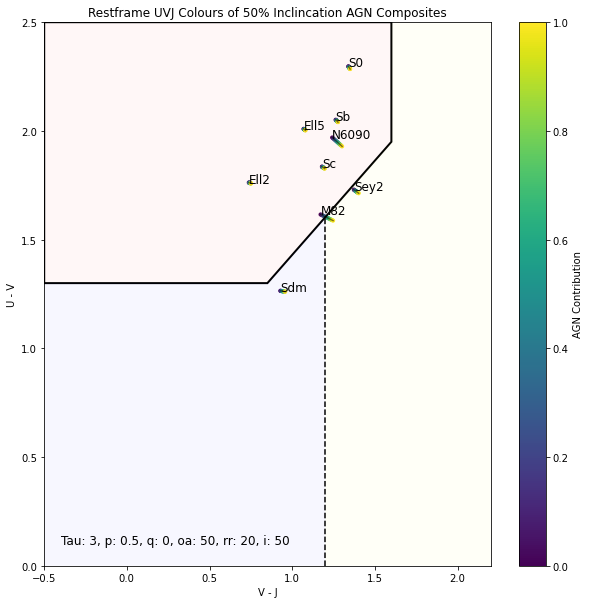 Restframe UVJ Colours of 50% Inclincation AGN Composites
2.5
2.0
1.5
1.0
0.5
0.0
U - V
S0
Sb
Ell5
N6090
Sc
Ell2
Sey2
M82
Sdm
Tau: 3, p: 0.5, q: 0, oa: 50, rr: 20, i: 50
−0.5
0.0
0.5
1.0
1.5
2.0
V - J
1.0
0.8
0.6
0.4
0.2
0.0
AGN Contribution